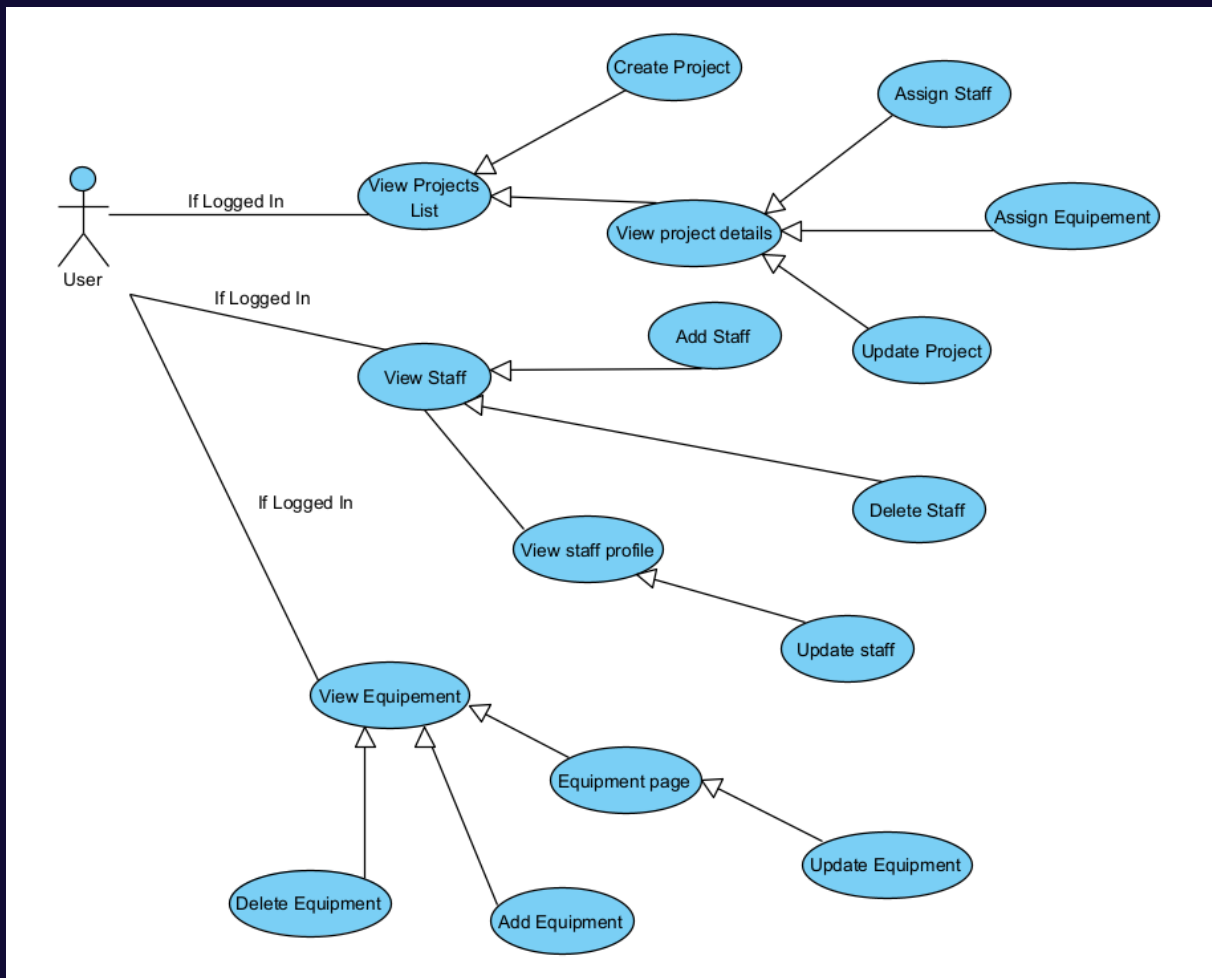 Create Project
Assign Staff
View Projects
List
If Logged In
Assign Equipement
View project details
User
If Logged In
Add Staff
Update Project
View Staff
If Logged In
Delete Staff
View staff profile
Update staff
View Equipement
Equipment page
Update Equipment
Delete Equipment
Add Equipment